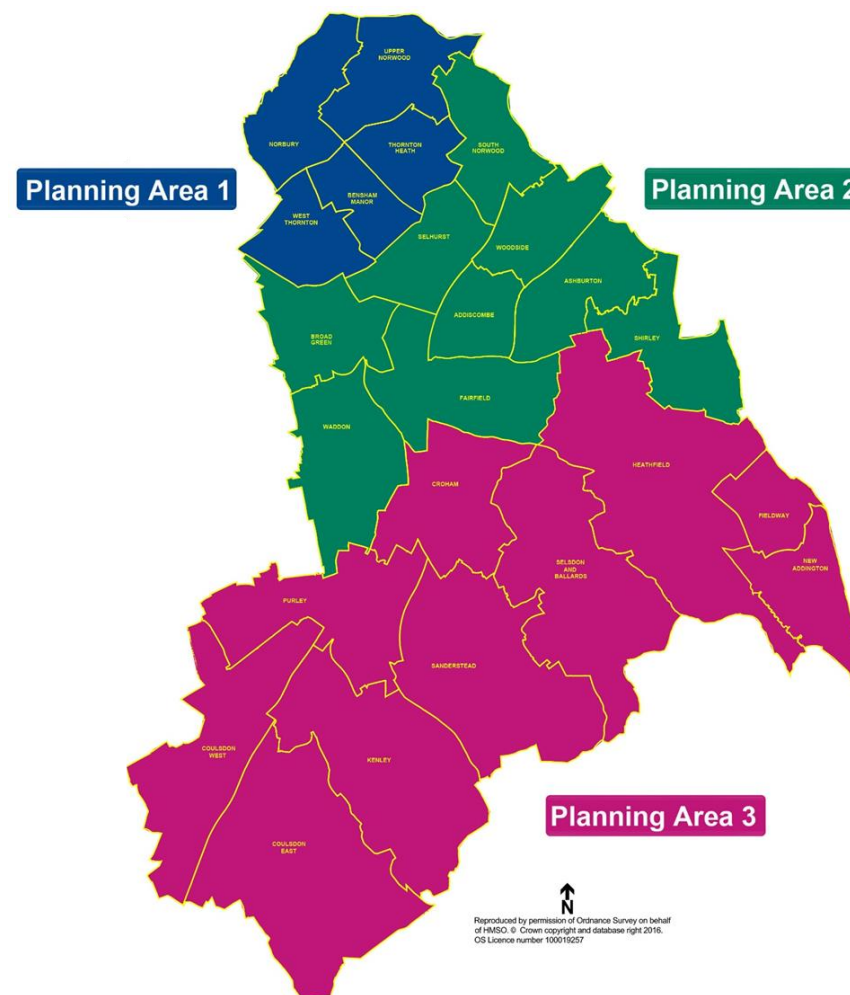 UPPER
NORWOOD
NORBURY
THORNTON
HEATH
SOUTH
NORWOOD
Planning Area 1
Planning Area 2
BENSHAM
MANOR
WEST
THORNTON
SELHURST
WOODSIDE
ASHBURTON
ADDISCOMBE
BROAD
GREEN
SHIRLEY
FAIRFIELD
WADDON
HEATHFIELD
CROHAM
FIELDWAY
SELSDON
AND
BALLARDS
NEW
ADDINGTON
PURLEY
SANDERSTEAD
COULSDON
WEST
KENLEY
Planning Area 3
COULSDON
EAST
N
Reproduced by permission of Ordnance Survey on behalf
of HMSO. © Crown copyright and database right 2016.
OS Licence number 100019257